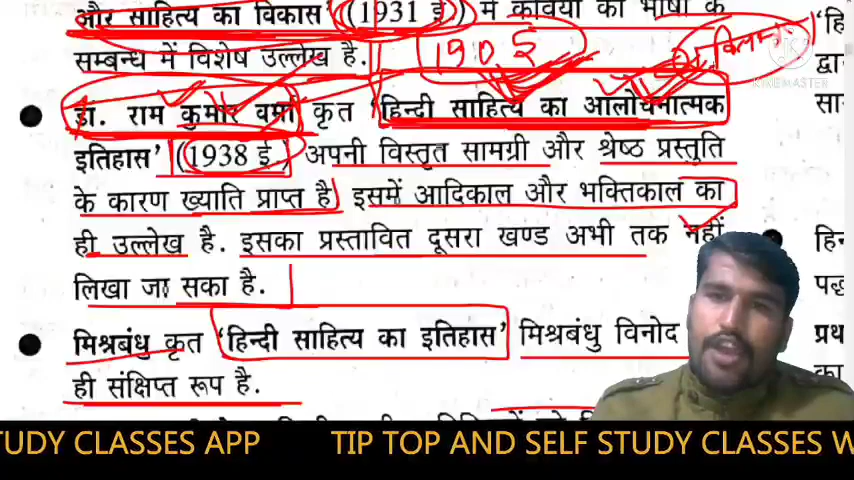 और साहित्य का विकास' (1931 ई.) में कवियों की भाषा के
सम्बन्ध में विशेष उल्लेख है.
डा. राम कुमार वर्मा कृत 'हिन्दी साहित्य का आलोचनात्मक
इतिहास' (1938 ई.) अपनी विस्तृत सामग्री और श्रेष्ठ प्रस्तुति
के कारण ख्याति प्राप्त है इसमें आदिकाल और भक्तिकाल का
ही उल्लेख है. इसका प्रस्तावित दूसरा खण्ड अभी तक नहीं
लिखा जा सका है.
मिश्रबंधु कृत 'हिन्दी साहित्य का इतिहास' मिश्रबंधु विनोद
ही संक्षिप्त रूप है.
'हि
द्वा
सा
हिन
पद्
प्रथ
का
KINEMASTER
TUDY CLASSES APP TIP TOP AND SELF STUDY CLASSES W